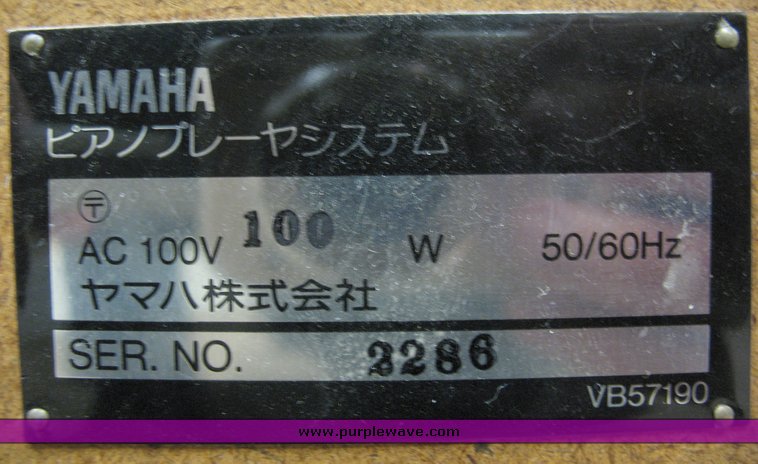 YAMAHA
ピアノプレーヤシステム
〒
AC 100V 100 W 50/60Hz
ヤマハ株式会社
SER. NO. 3286
VB57190
www.purplewave.com